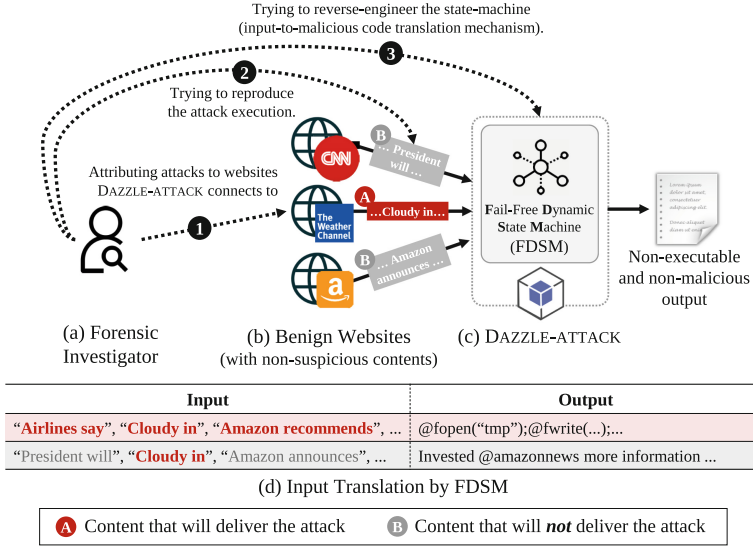 Trying to reverse-engineer the state-machine
(input-to-malicious code translation mechanism).
3
2
Trying to reproduce
the attack execution.
Attributing attacks to websites
DAZZLE-ATTACK connects to
1
B
… President
will …
CNN
A
…Cloudy in…
The
Weather
Channel
B
… Amazon
announces …
a
Fail-Free Dynamic
State Machine
(FDSM)
Non-executable
and non-malicious
output
(a) Forensic
Investigator
(b) Benign Websites
(with non-suspicious contents)
(c) DAZZLE-ATTACK
Input Output
“Airlines say”, “Cloudy in”, “Amazon recommends”, ... @fopen(“tmp”);@fwrite(...);...
“President will”, “Cloudy in”, “Amazon announces”, ... Invested @amazonnews more information ...
(d) Input Translation by FDSM
A Content that will deliver the attack B Content that will not deliver the attack